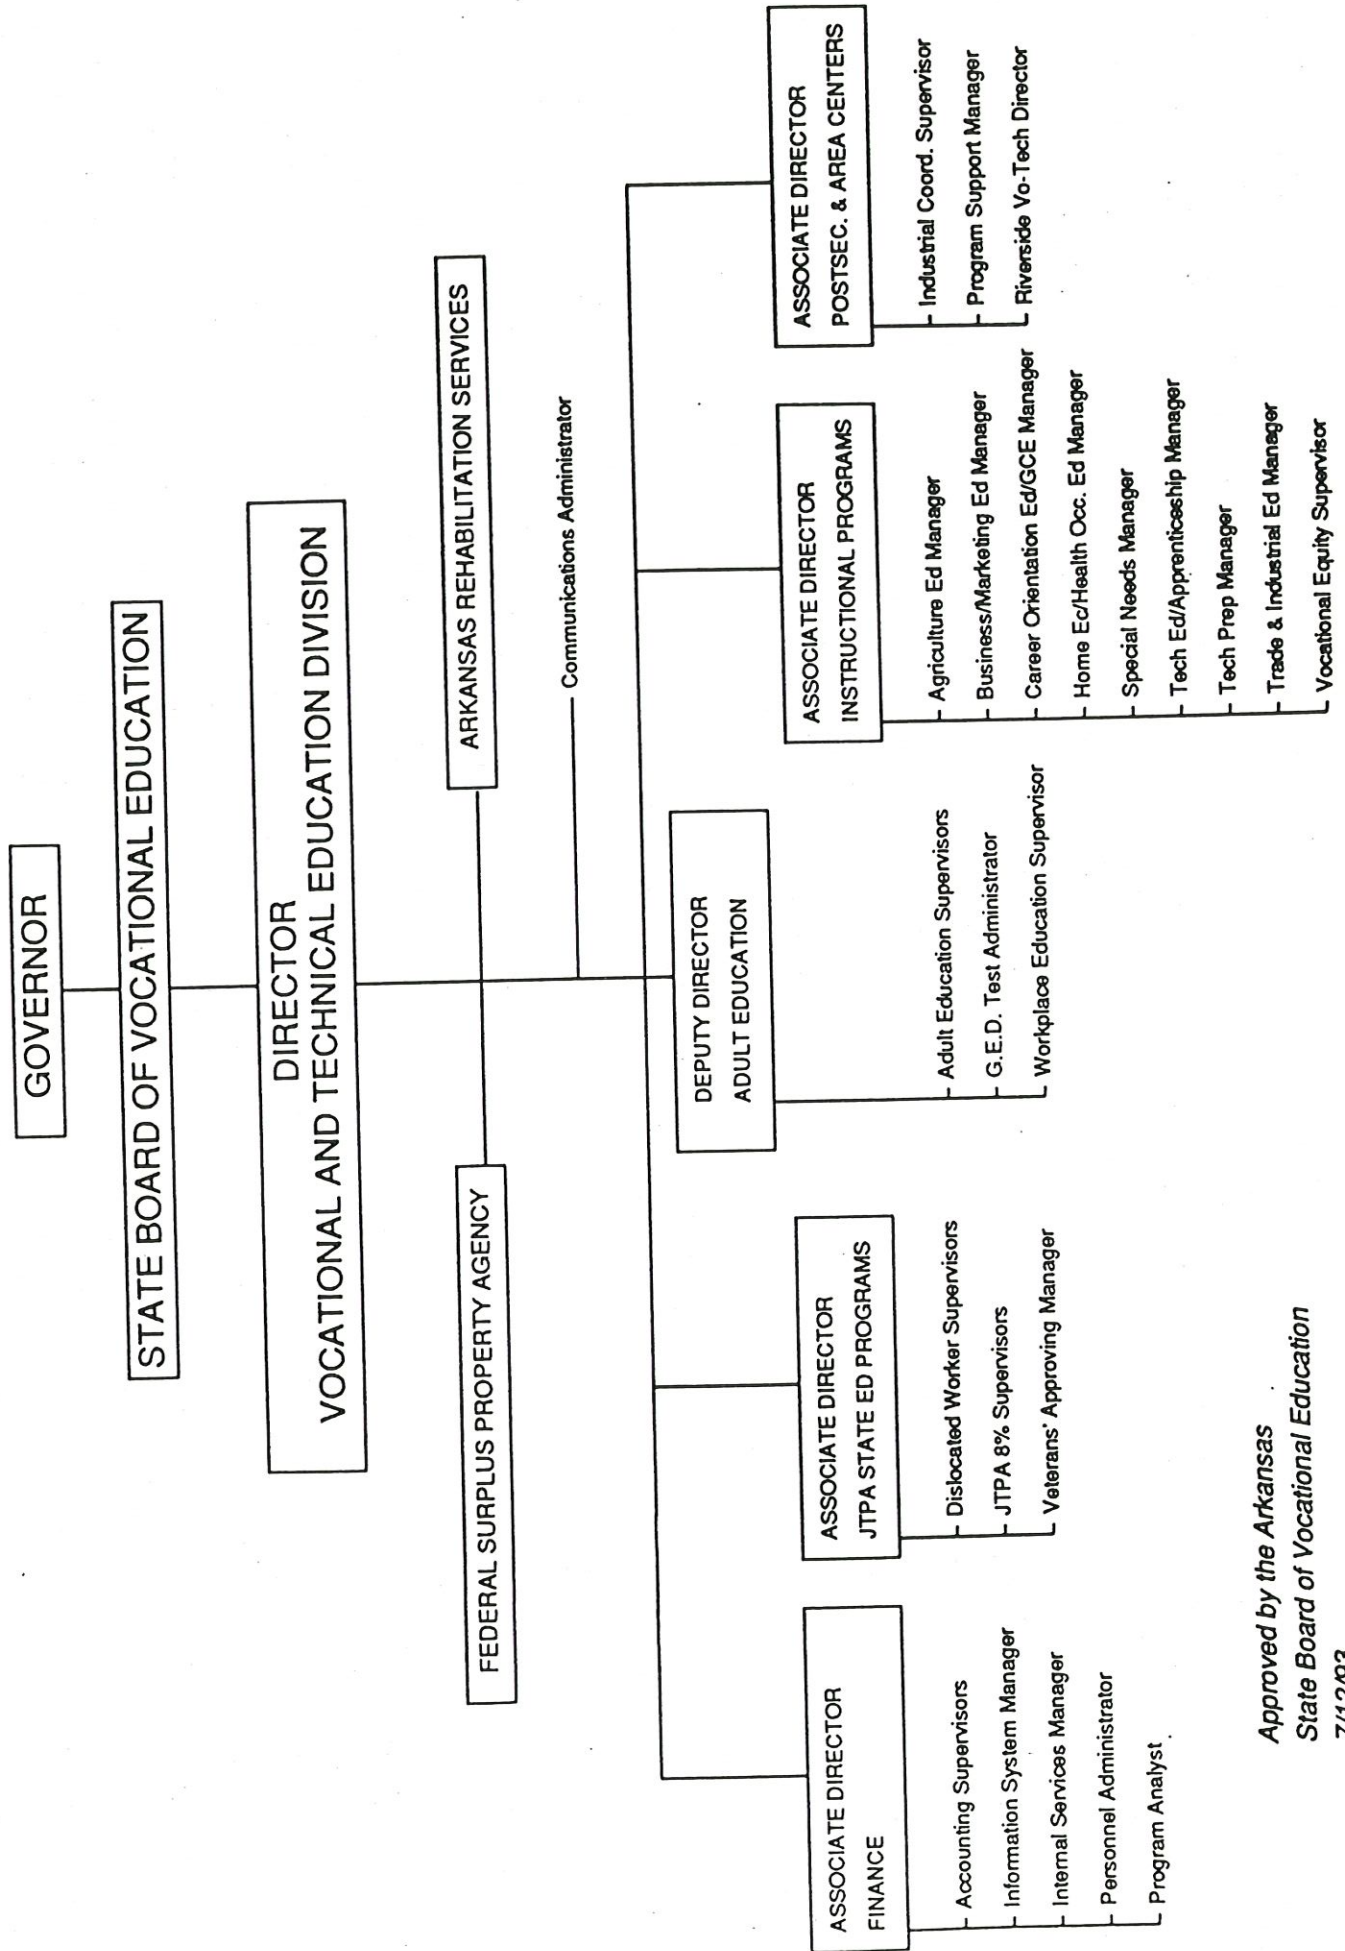 GOVERNOR
STATE BOARD OF VOCATIONAL EDUCATION
DIRECTOR
VOCATIONAL AND TECHNICAL EDUCATION DIVISION
FEDERAL SURPLUS PROPERTY AGENCY
ARKANSAS REHABILITATION SERVICES
Communications Administrator
ASSOCIATE DIRECTOR
FINANCE
Accounting Supervisors
Information System Manager
Internal Services Manager
Personnel Administrator
Program Analyst
ASSOCIATE DIRECTOR
JTPA STATE ED PROGRAMS
Dislocated Worker Supervisors
JTPA 8% Supervisors
Veterans' Approving Manager
DEPUTY DIRECTOR
ADULT EDUCATION
Adult Education Supervisors
G.E.D. Test Administrator
Workplace Education Supervisor
ASSOCIATE DIRECTOR
INSTRUCTIONAL PROGRAMS
Agriculture Ed Manager
Business/Marketing Ed Manager
Career Orientation Ed/GCE Manager
Home Ec/Health Occ. Ed Manager
Special Needs Manager
Tech Ed/Apprenticeship Manager
Tech Prep Manager
Trade & Industrial Ed Manager
Vocational Equity Supervisor
ASSOCIATE DIRECTOR
POSTSEC. & AREA CENTERS
Industrial Coord. Supervisor
Program Support Manager
Riverside Vo-Tech Director
Approved by the Arkansas
State Board of Vocational Education
7/12/93